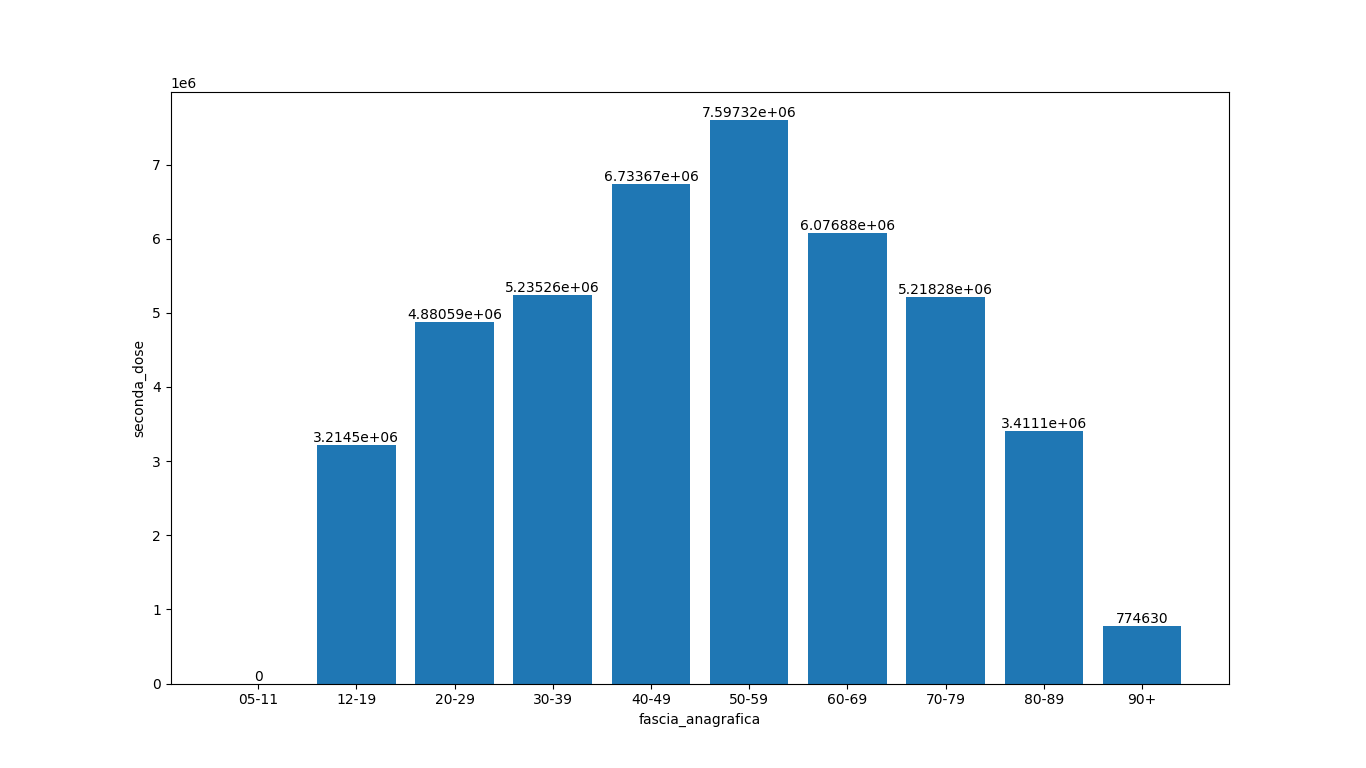 1e6
7.59732e+06
6.73367e+06
6.07688e+06
5.23526e+06
5.21828e+06
4.88059e+06
3.4111e+06
3.2145e+06
774630
0
7
6
5
4
3
2
1
0
seconda_dose
05-11 12-19 20-29 30-39 40-49 50-59 60-69 70-79 80-89 90+
fascia_anagrafica